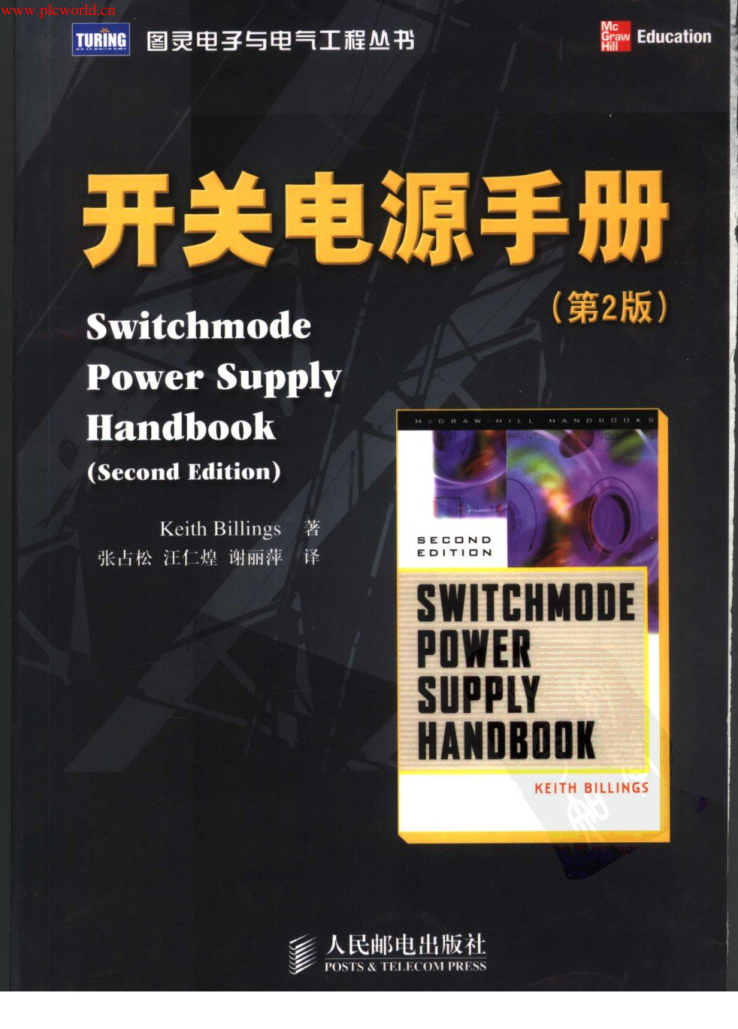 www.plcworld.cn
TURING
图灵电子与电气工程丛书
Mc
Graw
Hill
Education
开关电源手册
(第2版)
Switchmode
Power Supply
Handbook
(Second Edition)
Keith Billings 著
张占松 汪仁煌 谢丽萍 译
McGRAW-HILL HANDBOOKS
SECOND
EDITION
SWITCHMODE
POWER
SUPPLY
HANDBOOK
KEITH BILLINGS
人民邮电出版社
POSTS & TELECOM PRESS